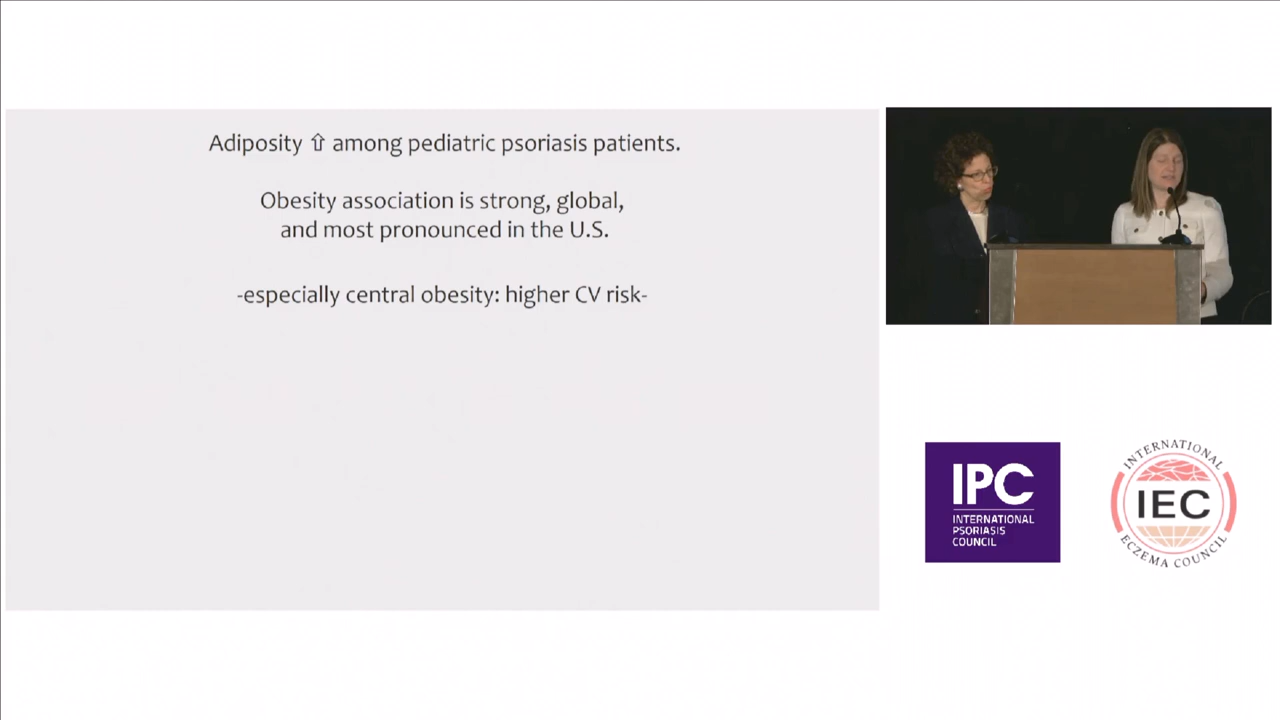 Adiposity ⇧ among pediatric psoriasis patients.
Obesity association is strong, global,
and most pronounced in the U.S.
-especially central obesity: higher CV risk-
IPC
INTERNATIONAL
PSORIASIS
COUNCIL
INTERNATIONAL
IEC
ECZEMA COUNCIL